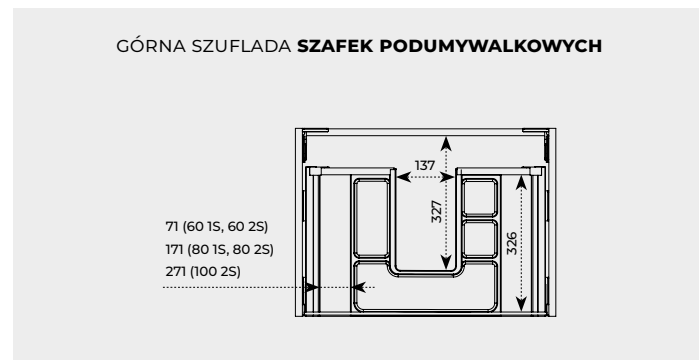 GÓRNA SZUFLADA SZAFEK PODUMYWALKOWYCH
137
327
326
71 (60 1S, 60 2S)
171 (80 1S, 80 2S)
271 (100 2S)